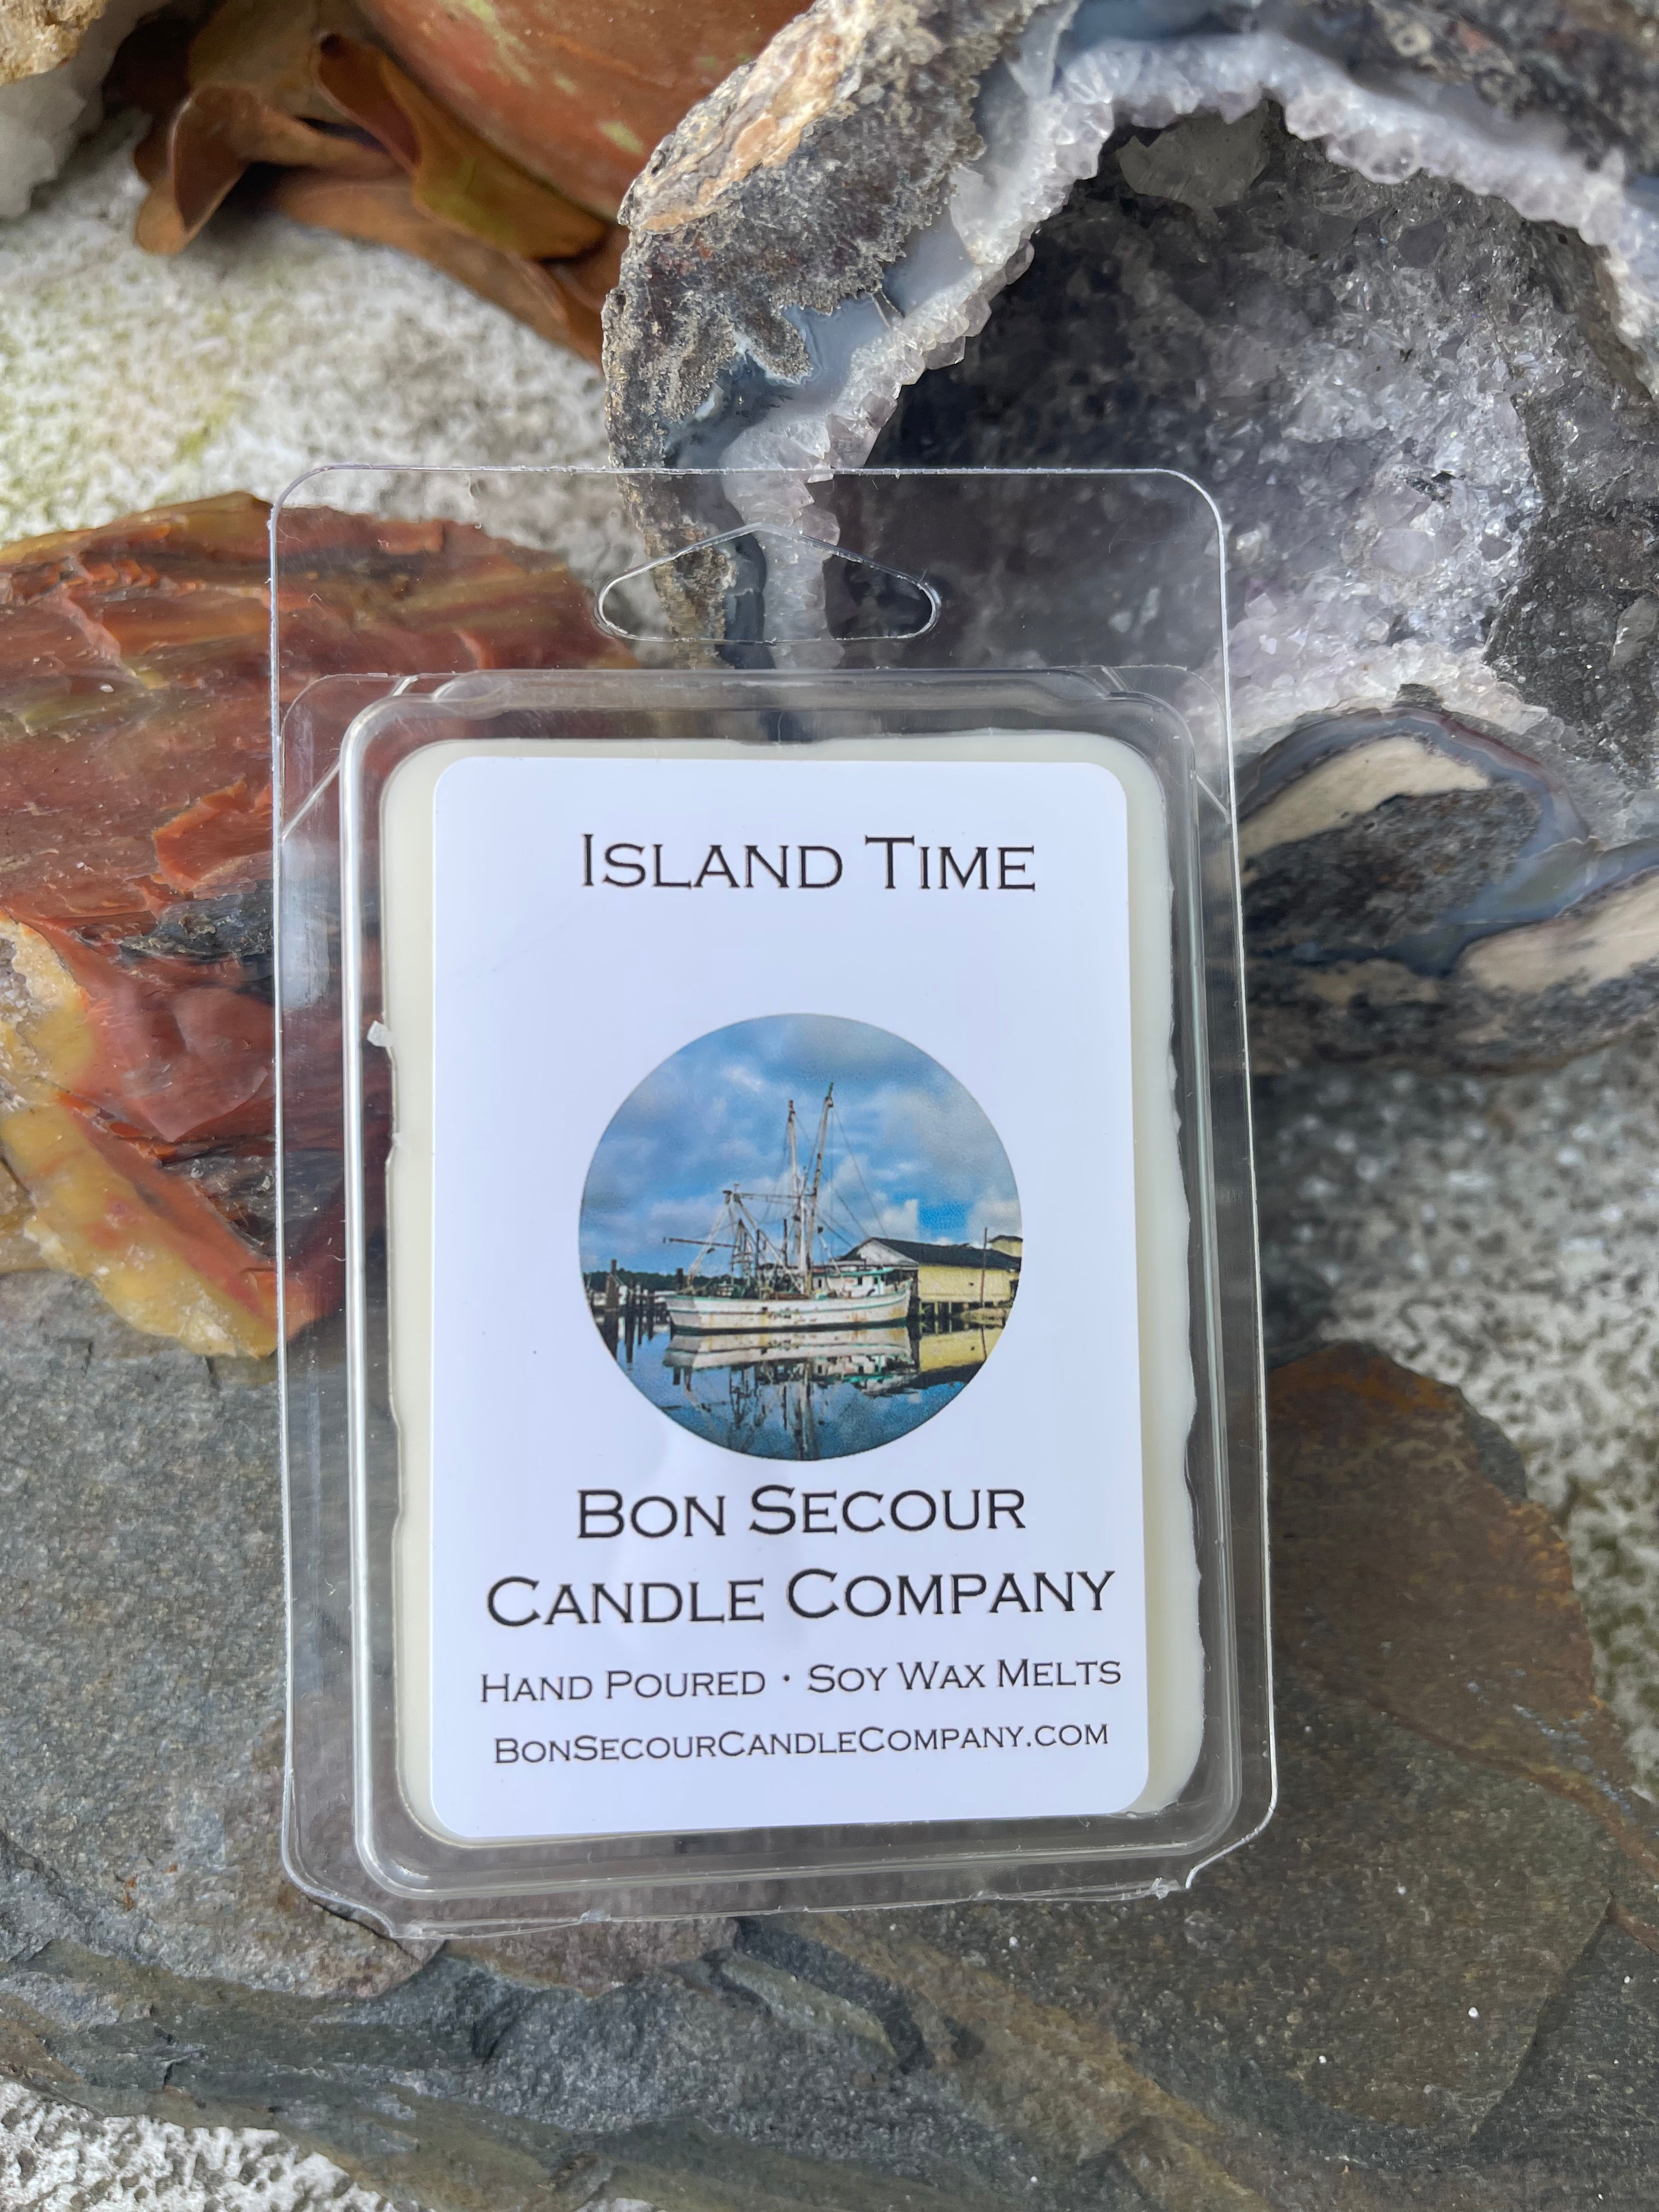 Island Time
Bon Secour
Candle Company
Hand Poured · Soy Wax Melts
BonSecourCandleCompany.com